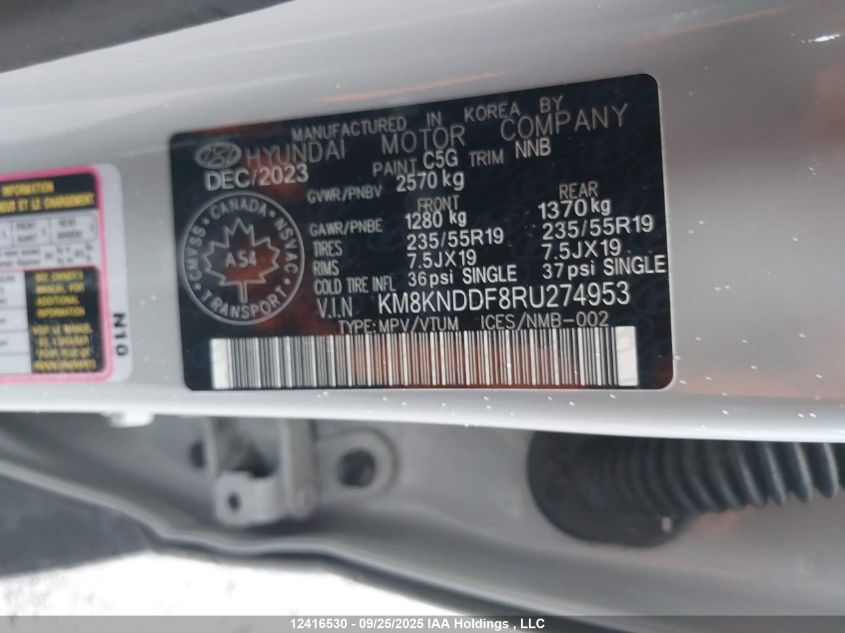 MANUFACTURED IN KOREA BY
HYUNDAI MOTOR COMPANY
DEC/2023 PAINT C5G TRIM NNB
GVWR/PNBV 2570 kg
FRONT REAR
GAWR/PNBE 1280 kg 1370 kg
TIRES 235/55R19 235/55R19
RIMS 7.5JX19 7.5JX19
COLD TIRE INFL 36psi SINGLE 37psi SINGLE
V.I.N KM8KNDDF8RU274953
TYPE:MPV/VTUM ICES/NMB-002
CMVSS · CANADA · NSVAC
A54
TRANSPORT
INFORMATION
N10
12416530 - 09/25/2025 IAA Holdings , LLC